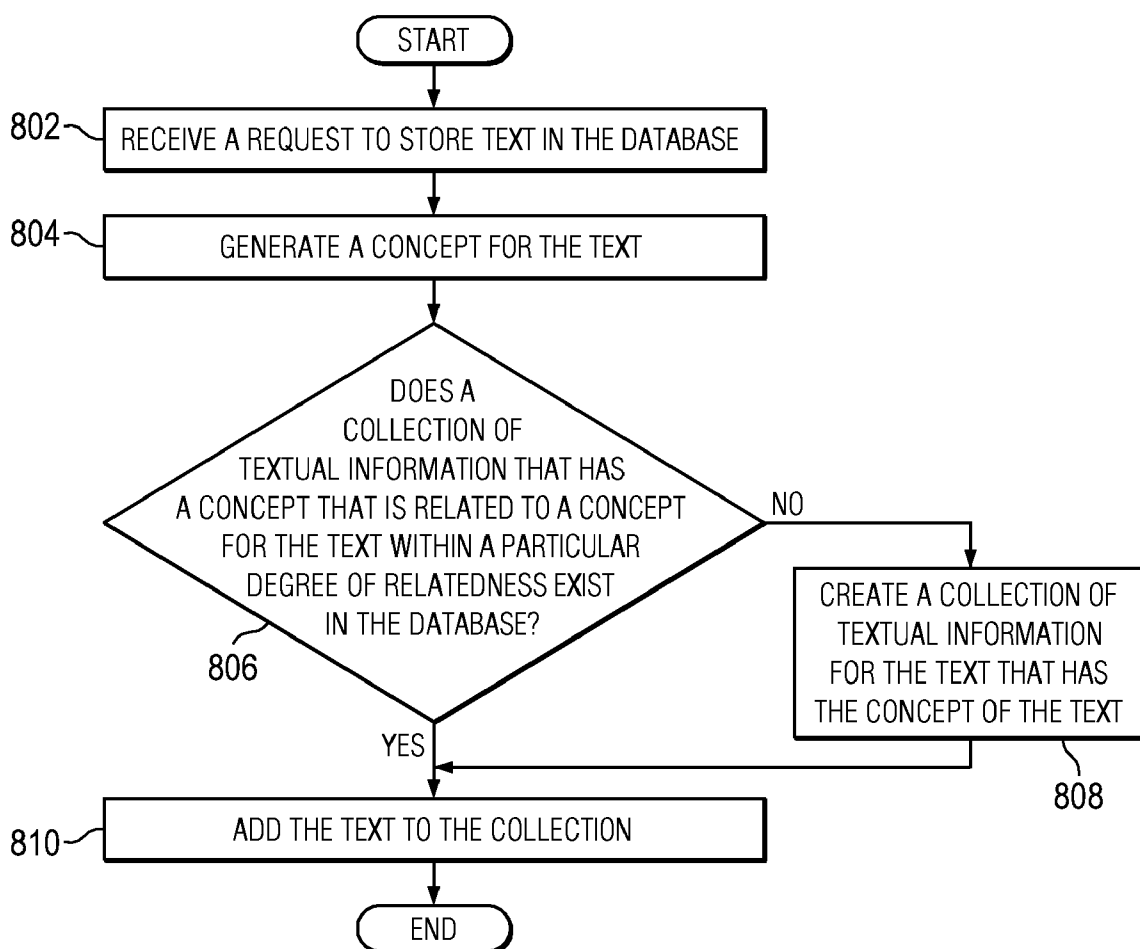 START
802
RECEIVE A REQUEST TO STORE TEXT IN THE DATABASE
804
GENERATE A CONCEPT FOR THE TEXT
DOES A
COLLECTION OF
TEXTUAL INFORMATION THAT HAS
A CONCEPT THAT IS RELATED TO A CONCEPT
FOR THE TEXT WITHIN A PARTICULAR
DEGREE OF RELATEDNESS EXIST
IN THE DATABASE?
806
NO
CREATE A COLLECTION OF
TEXTUAL INFORMATION
FOR THE TEXT THAT HAS
THE CONCEPT OF THE TEXT
808
YES
810
ADD THE TEXT TO THE COLLECTION
END